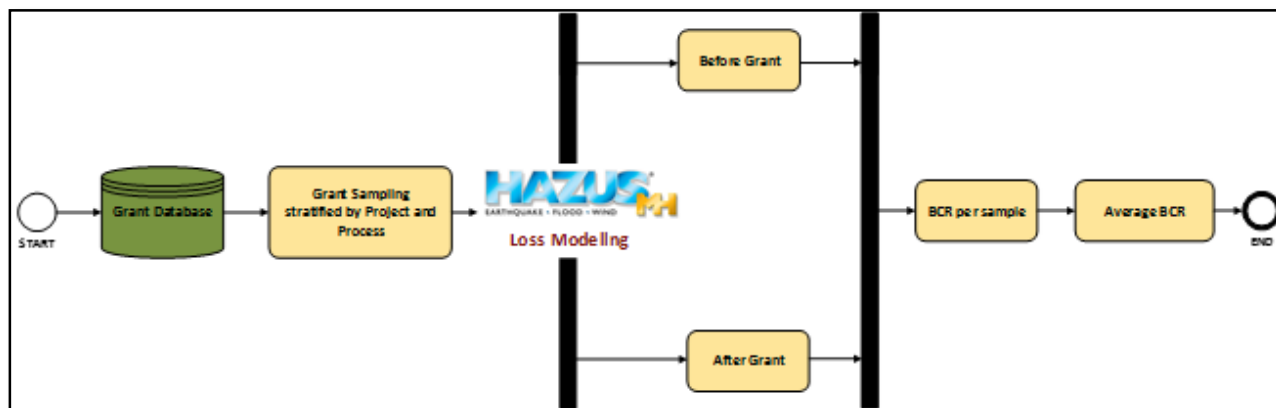 Before Grant
START
Grant Database
Grant Sampling
stratified by Project and
Process
HAZUS®
MH
EARTHQUAKE • FLOOD • WIND
Loss Modeling
After Grant
BCR per sample
Average BCR
END